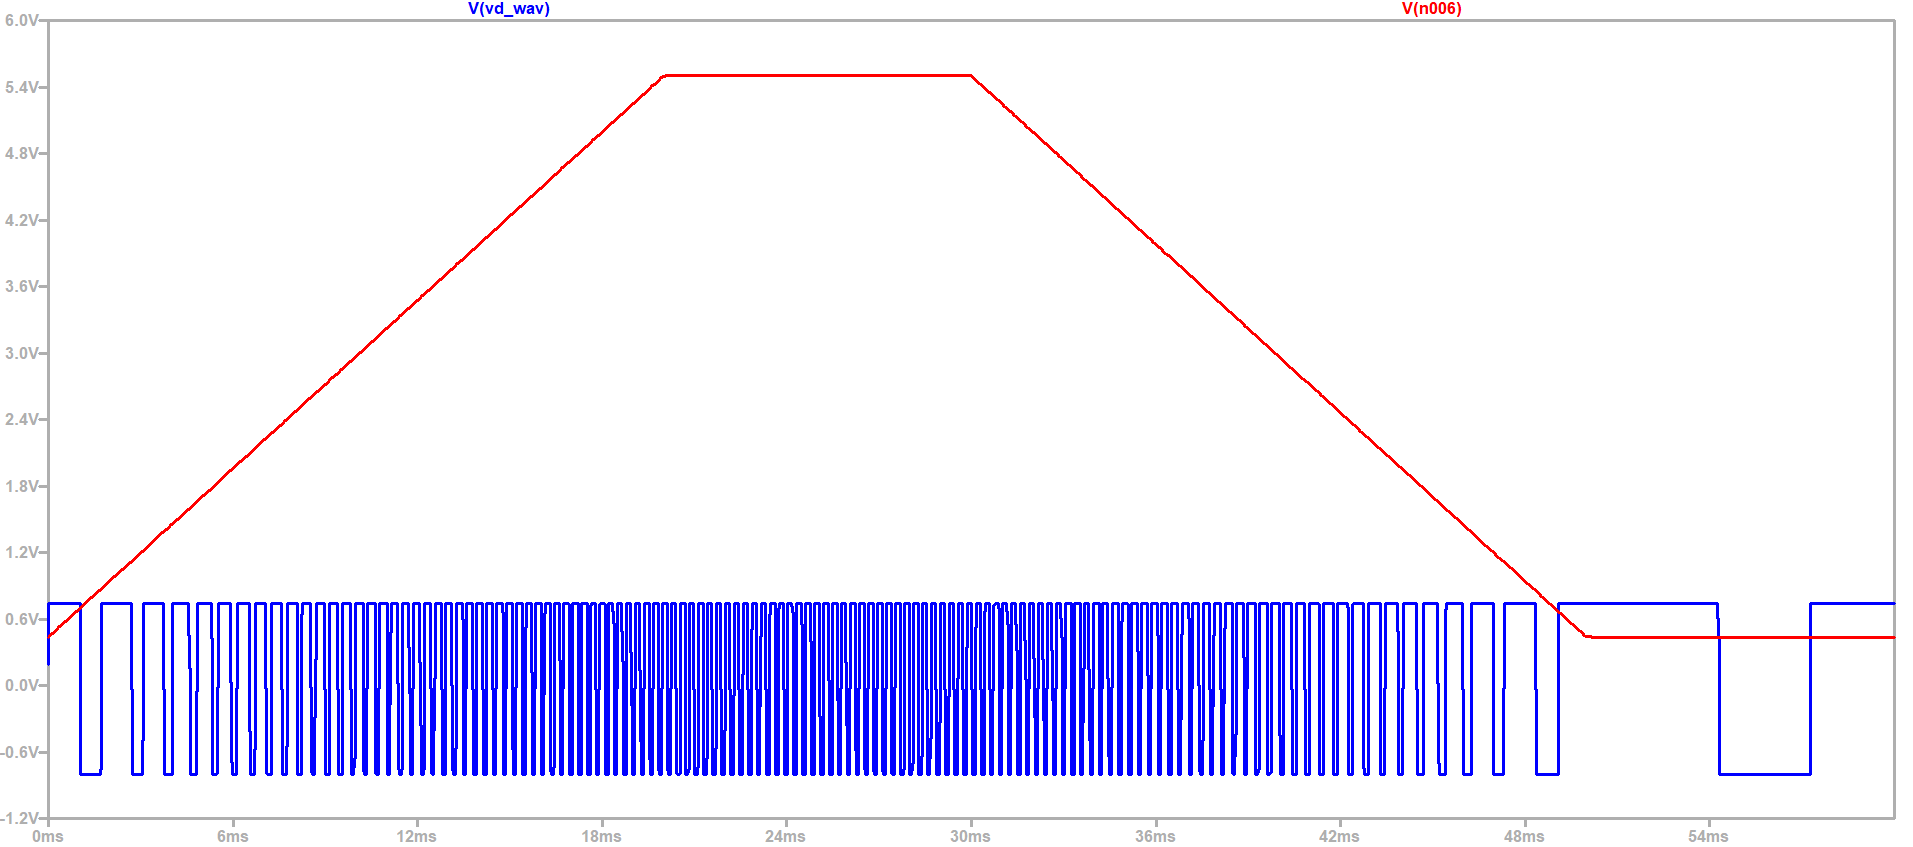 V(vd_wav) V(n006)
6.0V
5.4V
4.8V
4.2V
3.6V
3.0V
2.4V
1.8V
1.2V
0.6V
0.0V
-0.6V
-1.2V
0ms 6ms 12ms 18ms 24ms 30ms 36ms 42ms 48ms 54ms